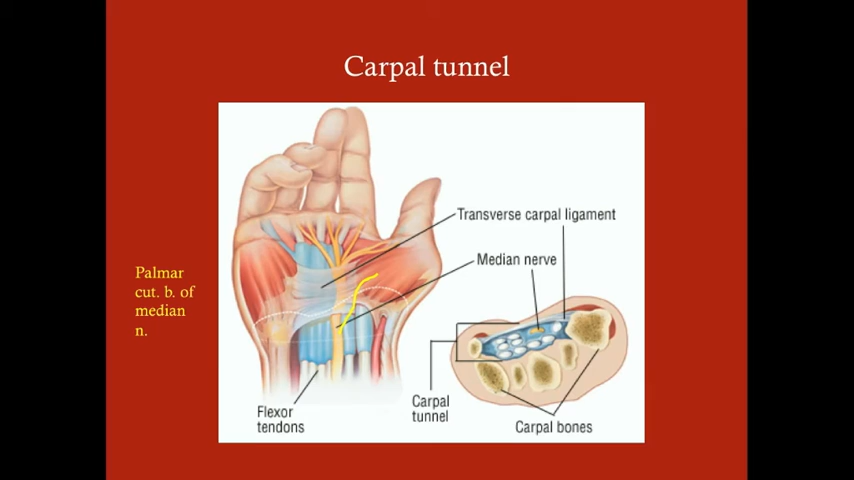 Carpal tunnel
Transverse carpal ligament
Median nerve
Palmar
cut. b. of
median
n.
Carpal
tunnel
Flexor
tendons
Carpal bones